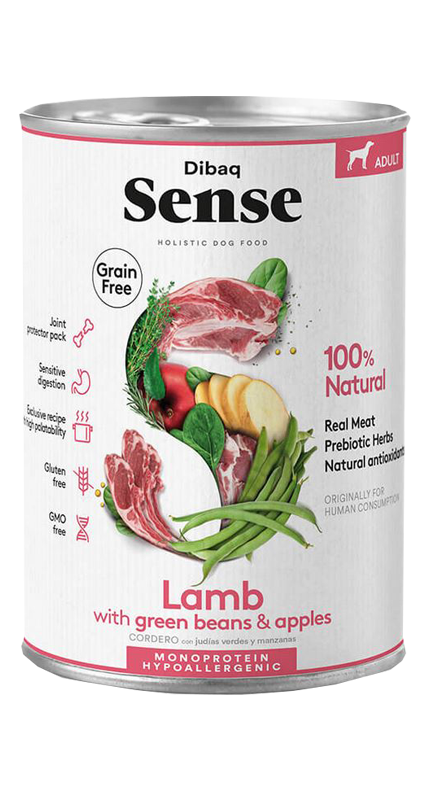 ADULT
Dibaq
Sense
HOLISTIC DOG FOOD
Grain
Free
Joint
protector pack
Sensitive
digestion
Exclusive recipe
high palatability
Gluten
free
GMO
free
100%
Natural
Real Meat
Prebiotic Herbs
Natural antioxidants
ORIGINALLY FOR
HUMAN CONSUMPTION
Lamb
with green beans & apples
CORDERO con judías verdes y manzanas
MONOPROTEIN
HYPOALLERGENIC